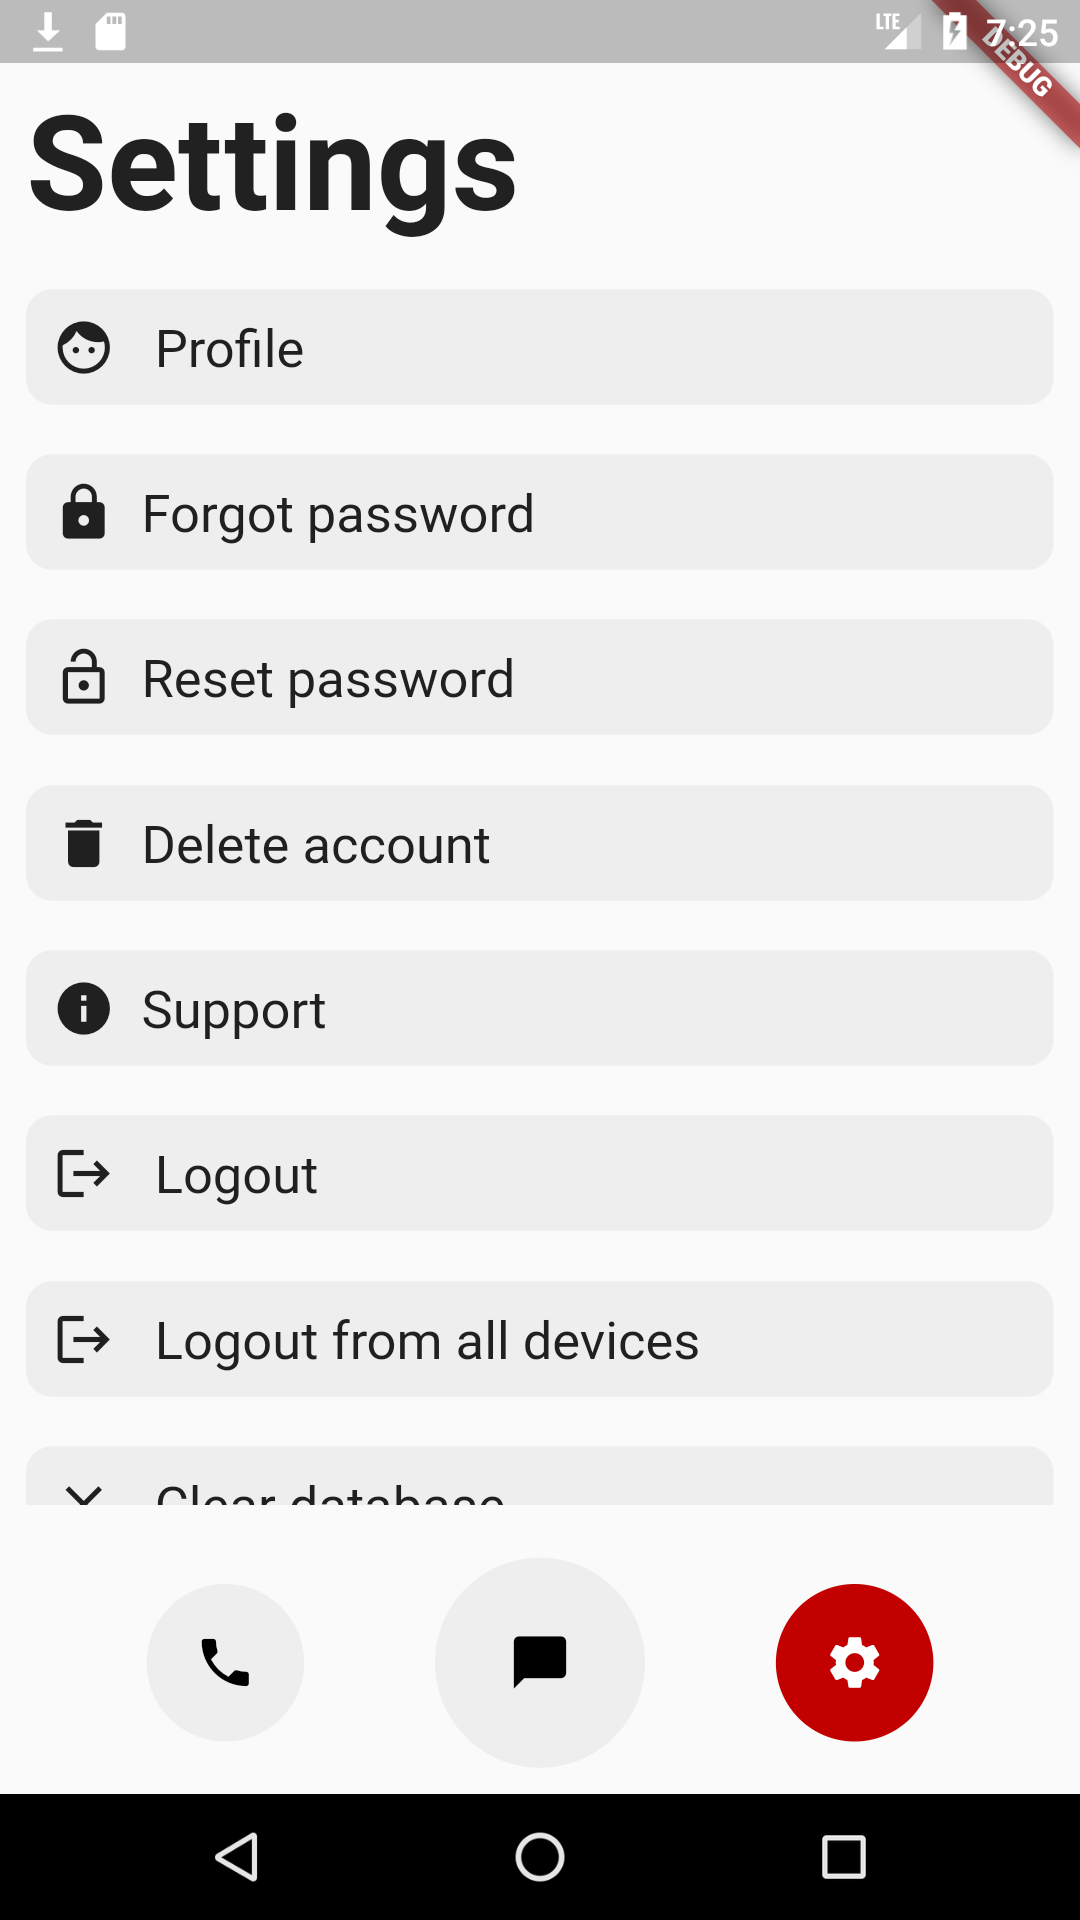 LTE 7:25
DEBUG
Settings
Profile
Forgot password
Reset password
Delete account
Support
Logout
Logout from all devices
Clear database